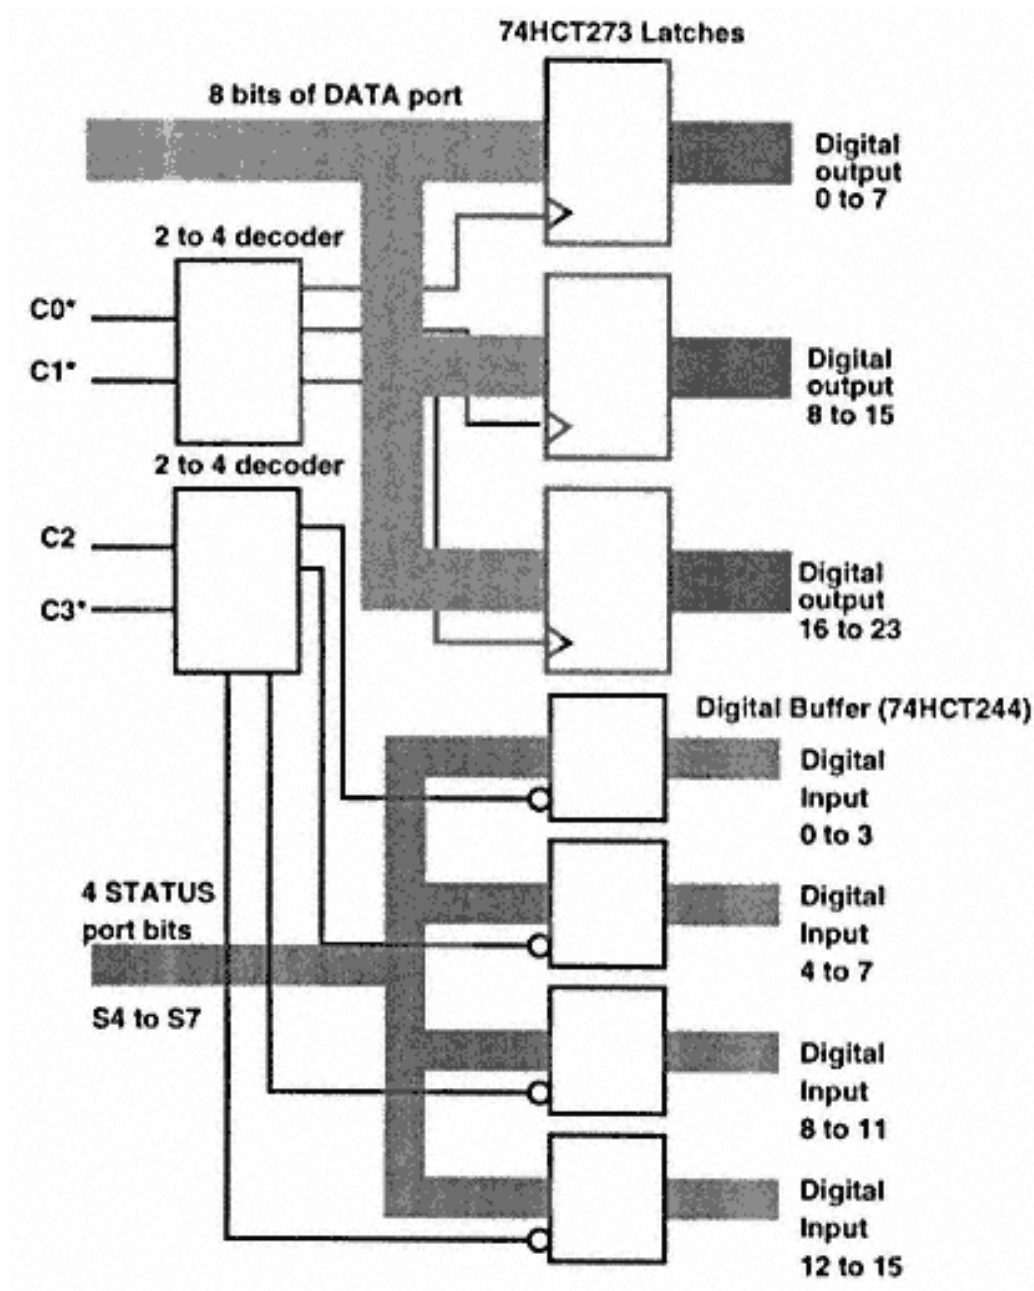 74HCT273 Latches
8 bits of DATA port
Digital
output
0 to 7
2 to 4 decoder
C0*
C1*
Digital
output
8 to 15
2 to 4 decoder
C2
C3*
Digital
output
16 to 23
Digital Buffer (74HCT244)
Digital
Input
0 to 3
4 STATUS
port bits
S4 to S7
Digital
Input
4 to 7
Digital
Input
8 to 11
Digital
Input
12 to 15